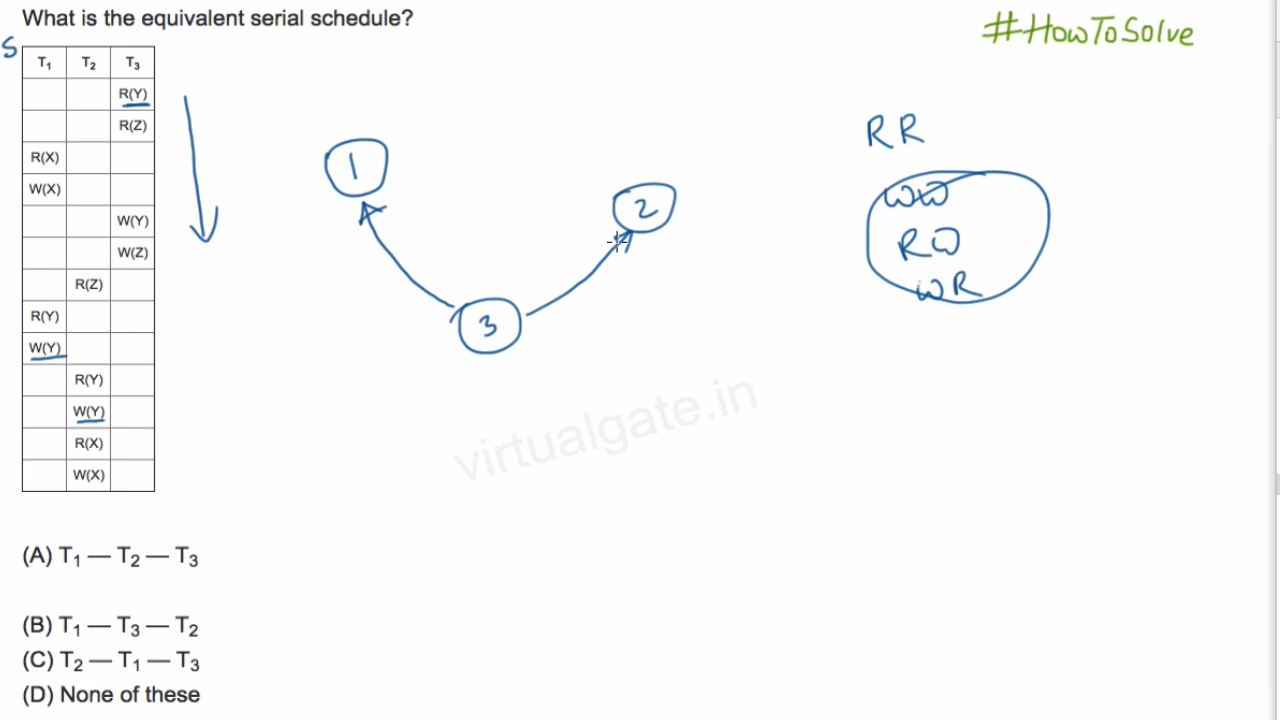 What is the equivalent serial schedule?
#HowToSolve
S
T1 T2 T3
R(Y)
R(Z)
R(X)
W(X)
W(Y)
W(Z)
R(Z)
R(Y)
W(Y)
R(Y)
W(Y)
R(X)
W(X)
1
2
3
RR
WW
RW
WR
virtualgate.in
(A) T1 — T2 — T3
(B) T1 — T3 — T2
(C) T2 — T1 — T3
(D) None of these